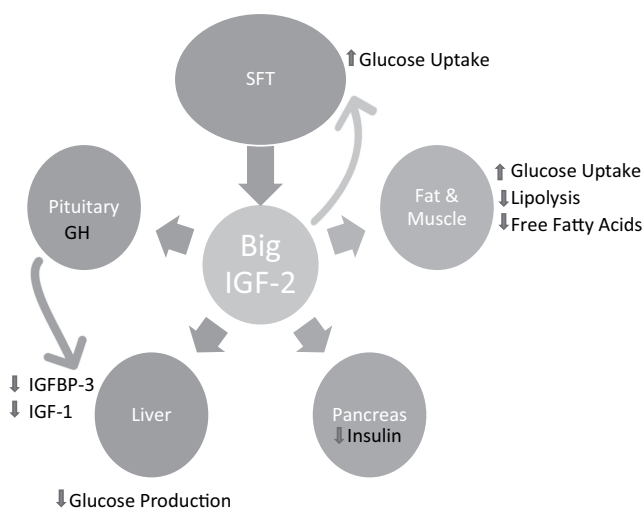 SFT
↑Glucose Uptake
Pituitary
GH
Big
IGF-2
Fat &
Muscle
↑ Glucose Uptake
↓Lipolysis
↓Free Fatty Acids
↓ IGFBP-3
↓ IGF-1
Liver
Pancreas
↓Insulin
↓Glucose Production